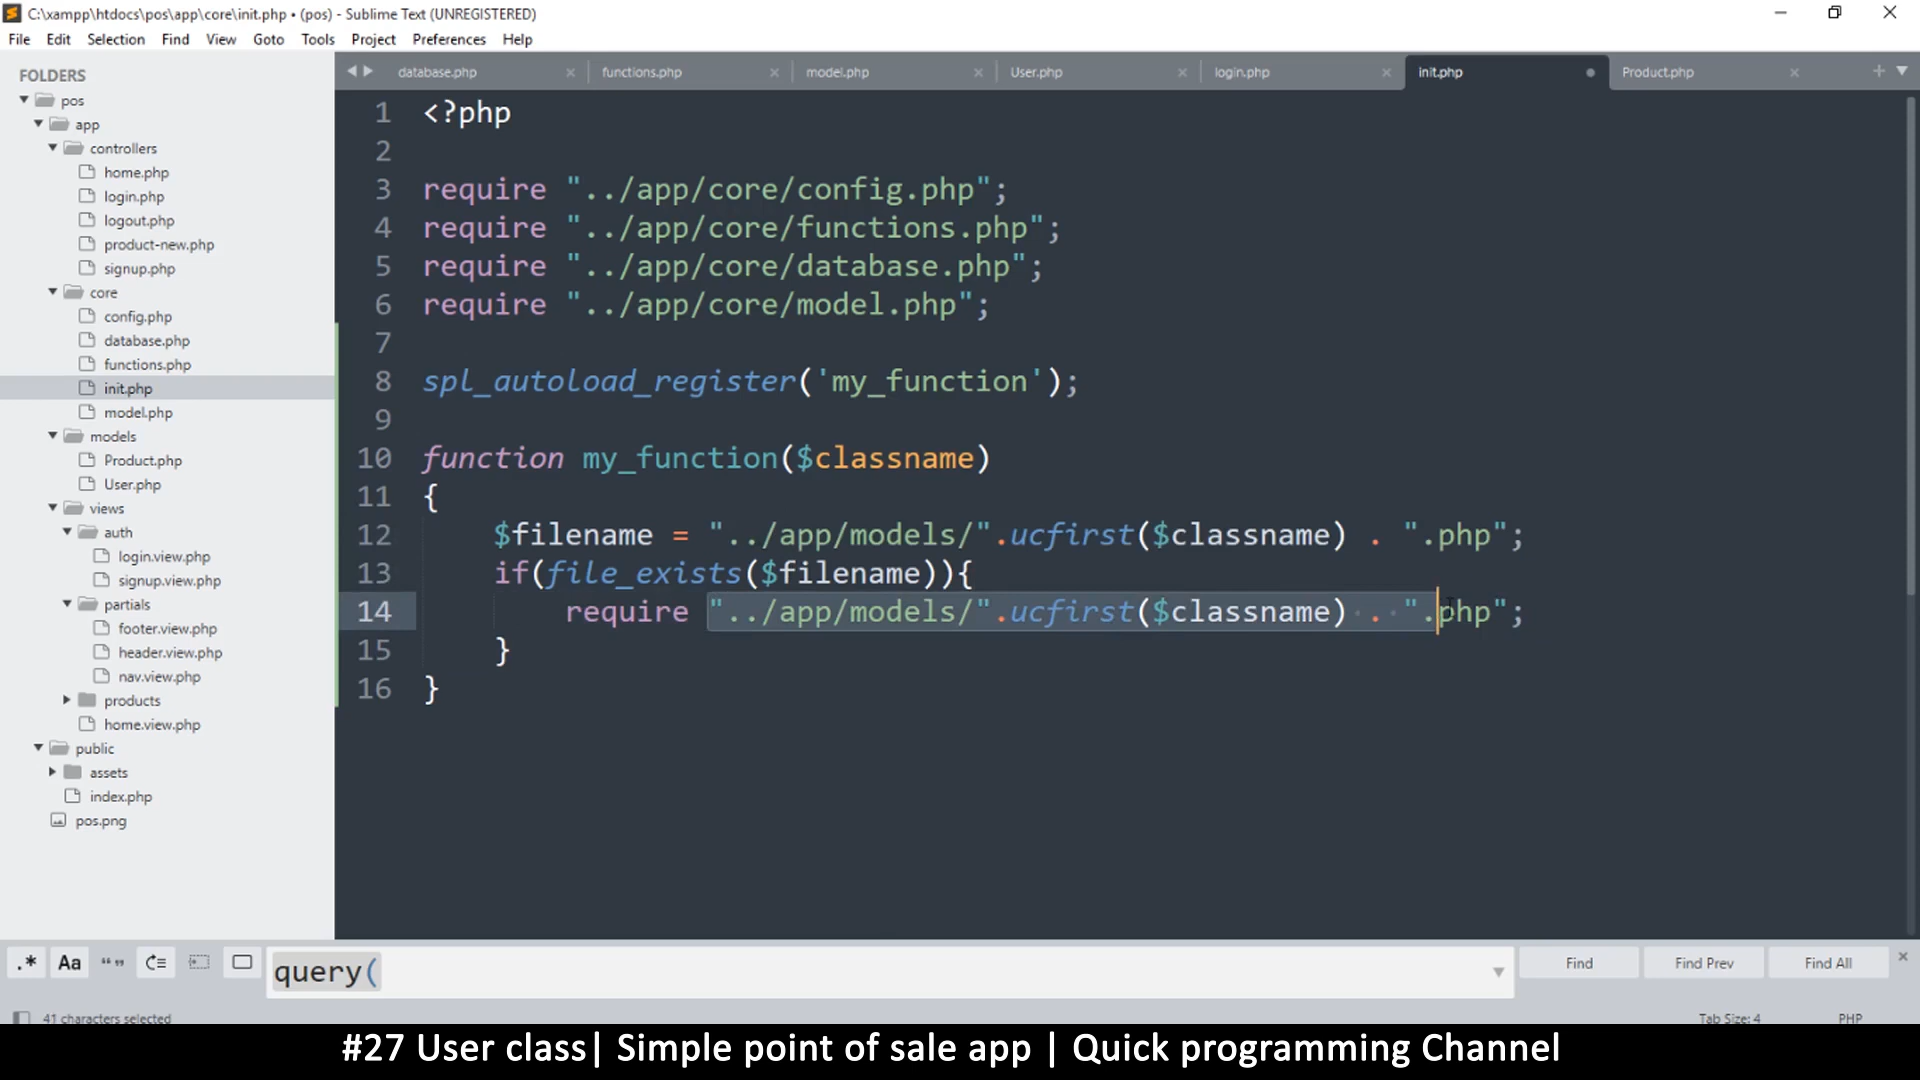 C:\xampp\htdocs\pos\app\core\init.php • (pos) - Sublime Text (UNREGISTERED)
File Edit Selection Find View Goto Tools Project Preferences Help
FOLDERS
pos
app
controllers
home.php
login.php
logout.php
product-new.php
signup.php
core
config.php
database.php
functions.php
init.php
model.php
models
Product.php
User.php
views
auth
login.view.php
signup.view.php
partials
footer.view.php
header.view.php
nav.view.php
products
home.view.php
public
assets
index.php
pos.png
database.php functions.php model.php User.php login.php init.php Product.php
1 <?php
2
3 require "../app/core/config.php";
4 require "../app/core/functions.php";
5 require "../app/core/database.php";
6 require "../app/core/model.php";
7
8 spl_autoload_register('my_function');
9
10 function my_function($classname)
11 {
12 $filename = "../app/models/".ucfirst($classname) . ".php";
13 if(file_exists($filename)){
14 require "../app/models/".ucfirst($classname) . ".php";
15 }
16 }
.* Aa “” query( Find Find Prev Find All
41 characters selected Tab Size: 4 PHP
#27 User class| Simple point of sale app | Quick programming Channel